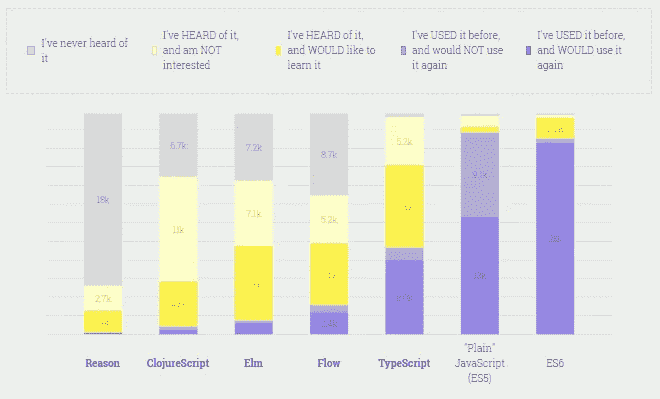 I've never heard of
it
I've HEARD of it,
and am NOT
interested
I've HEARD of it,
and WOULD like to
learn it
I've USED it before,
and would NOT use
it again
I've USED it before,
and WOULD use it
again
18k
6.7k
7.2k
8.7k
5.2k
11k
7.1k
5.2k
2.7k
12k
Reason
ClojureScript
Elm
Flow
TypeScript
"Plain"
JavaScript
(ES5)
ES6